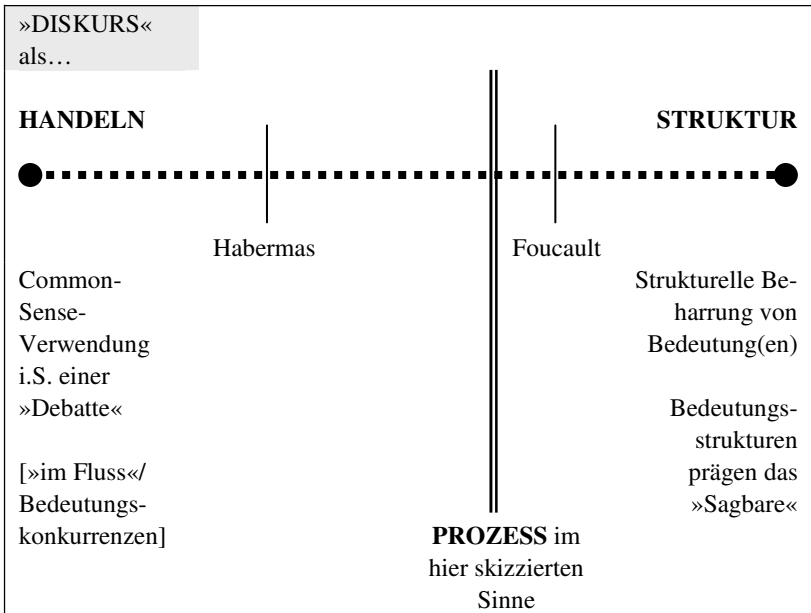 »DISKURS«
als…
HANDELN
STRUKTUR
Habermas
Foucault
Common-
Sense-
Verwendung
i.S. einer
»Debatte«
[»im Fluss«/
Bedeutungs-
konkurrenzen]
Strukturelle Be-
harrung von
Bedeutung(en)
Bedeutungs-
strukturen
prägen das
»Sagbare«
PROZESS im
hier skizzierten
Sinne